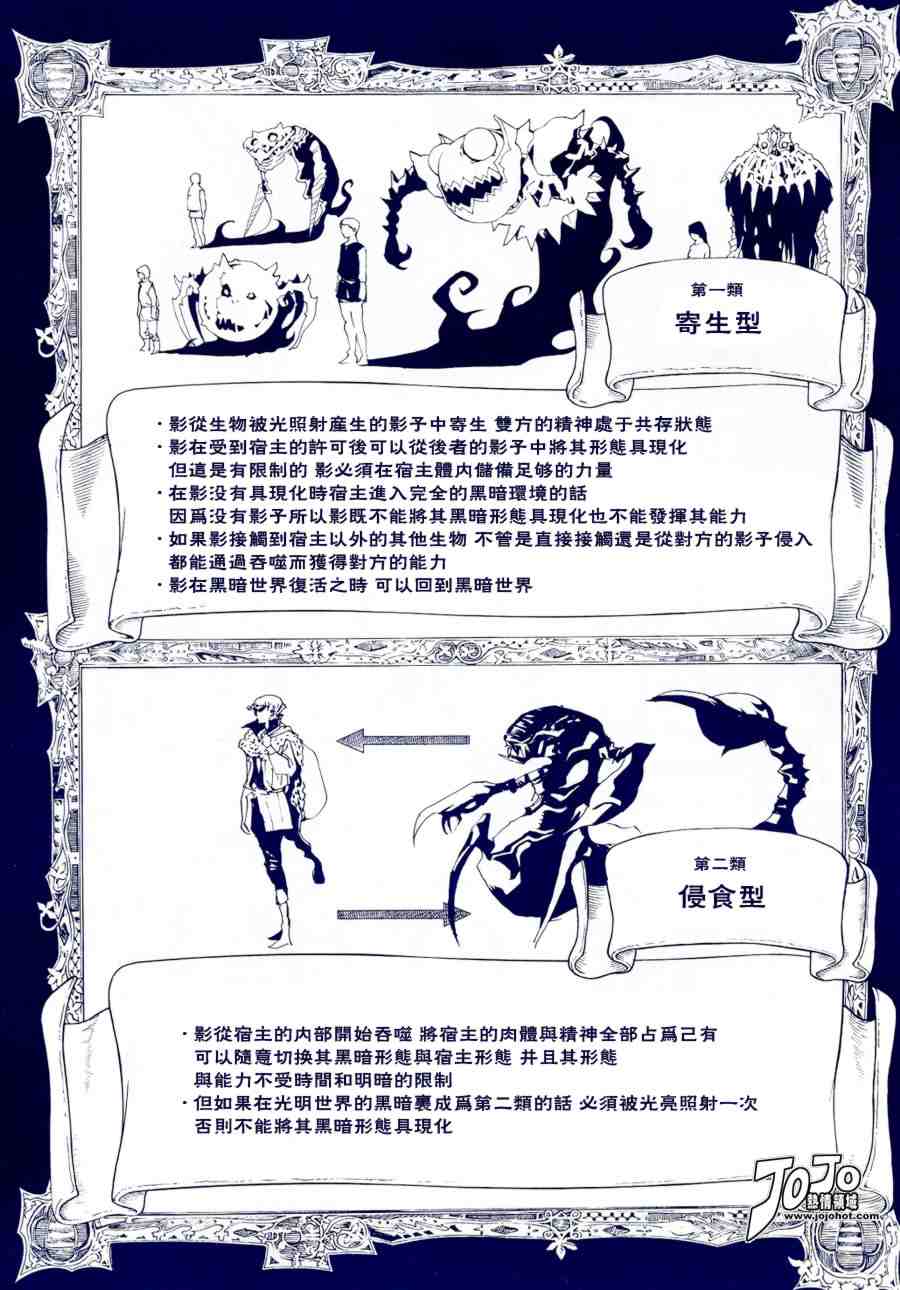 第一類
寄生型
·影從生物被光照射產生的影子中寄生 雙方的精神處于共存狀態
·影在受到宿主的許可後可以從後者的影子中將其形態具現化
但這是有限制的 影必須在宿主體内儲備足够的力量
·在影没有具現化時宿主進入完全的黑暗環境的話
因爲没有影子所以影既不能將其黑暗形態具現化也不能發揮其能力
·如果影接觸到宿主以外的其他生物 不管是直接接觸還是從對方的影子侵入
都能通過吞噬而獲得對方的能力
·影在黑暗世界復活之時 可以回到黑暗世界
第二類
侵食型
·影從宿主的内部開始吞噬 將宿主的肉體與精神全部占爲己有
可以隨意切换其黑暗形態與宿主形態 并且其形態
與能力不受時間和明暗的限制
·但如果在光明世界的黑暗裏成爲第二類的話 必須被光亮照射一次
否則不能將其黑暗形態具現化
JOJO
熱情領域
www.jojohot.com
JOJO
熱情領域
www.jojohot.com